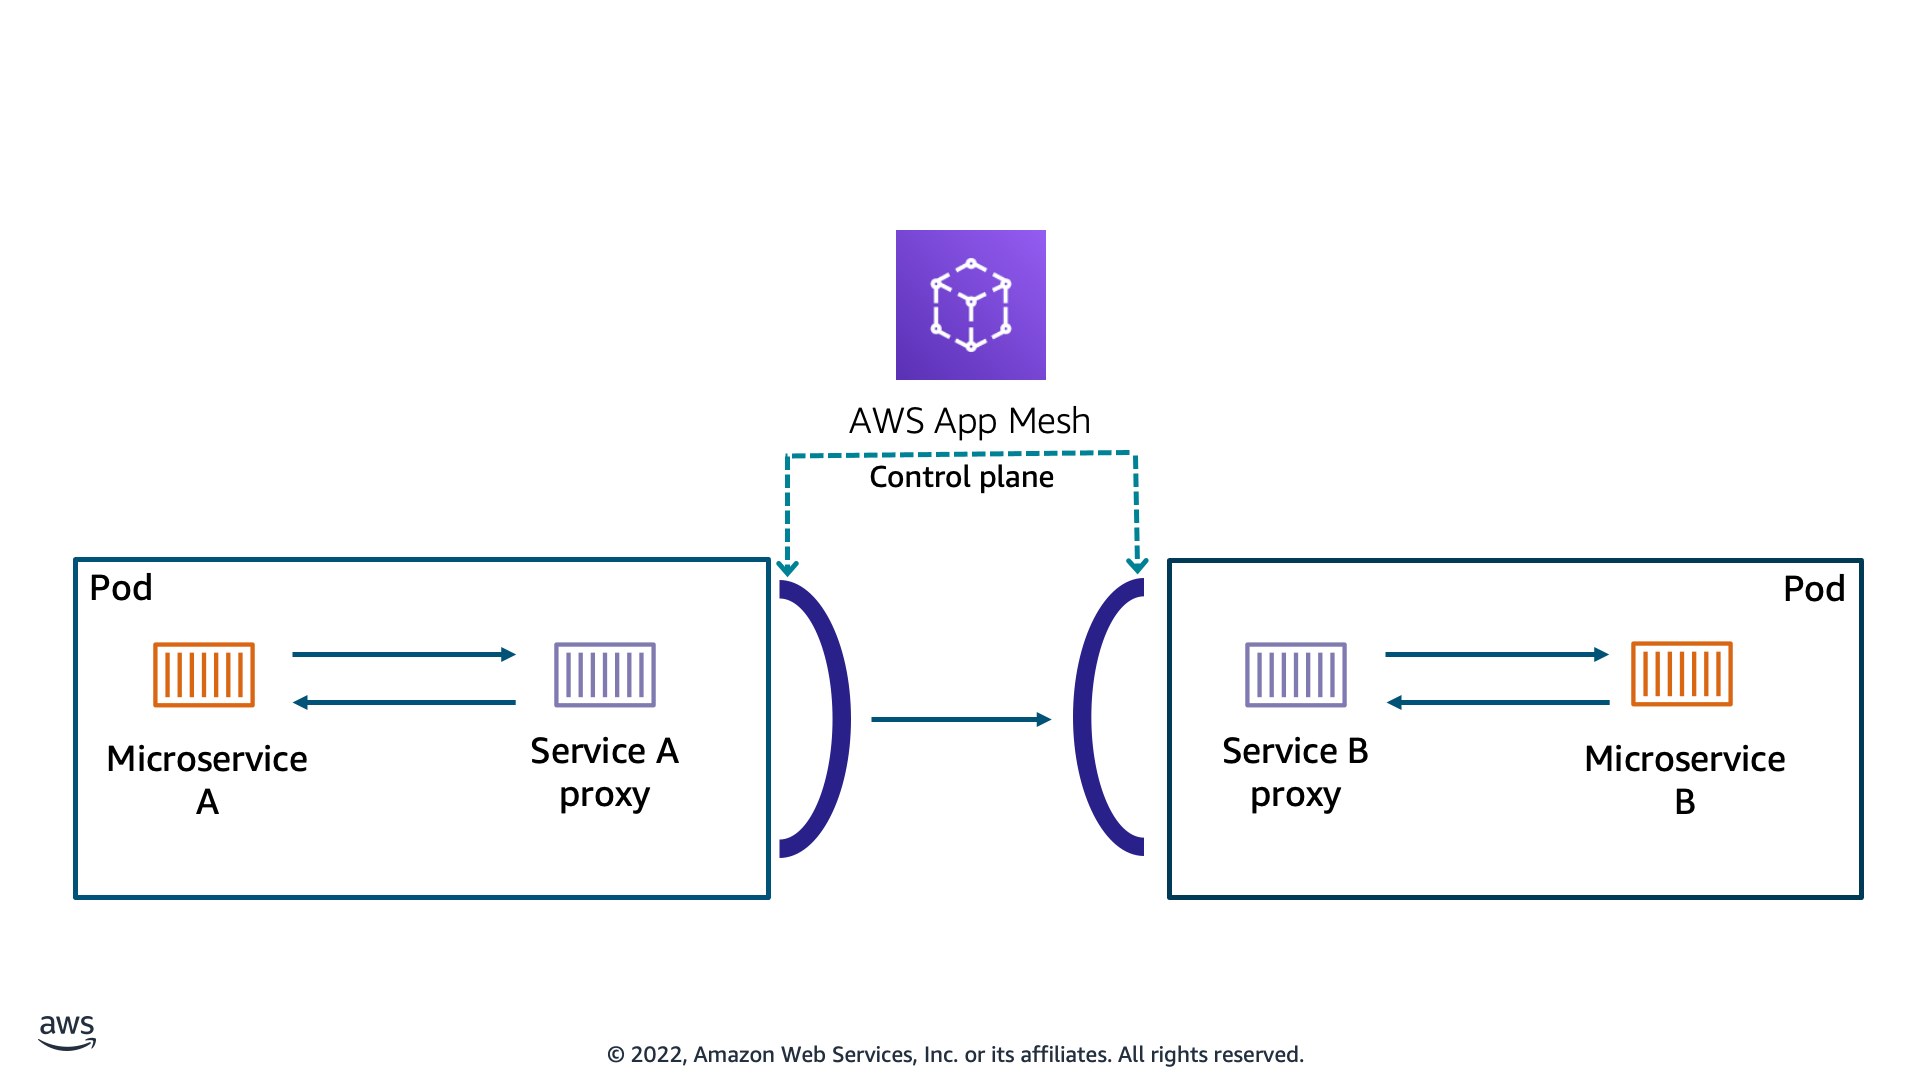 AWS App Mesh
Control plane
Pod
Microservice
A
Service A
proxy
Pod
Service B
proxy
Microservice
B
aws
© 2022, Amazon Web Services, Inc. or its affiliates. All rights reserved.